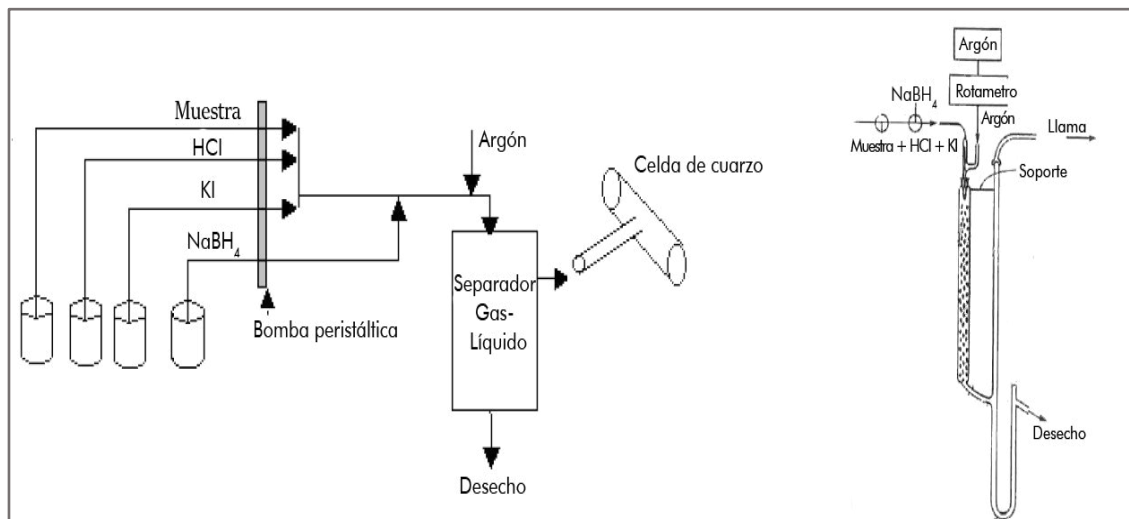 Muestra
HCl
KI
NaBH4
Bomba peristáltica
Argón
Separador
Gas-
Líquido
Desecho
Celda de cuarzo
Argón
Rotametro
NaBH4
Argón
Muestra + HCl + KI
Llama
Soporte
Desecho